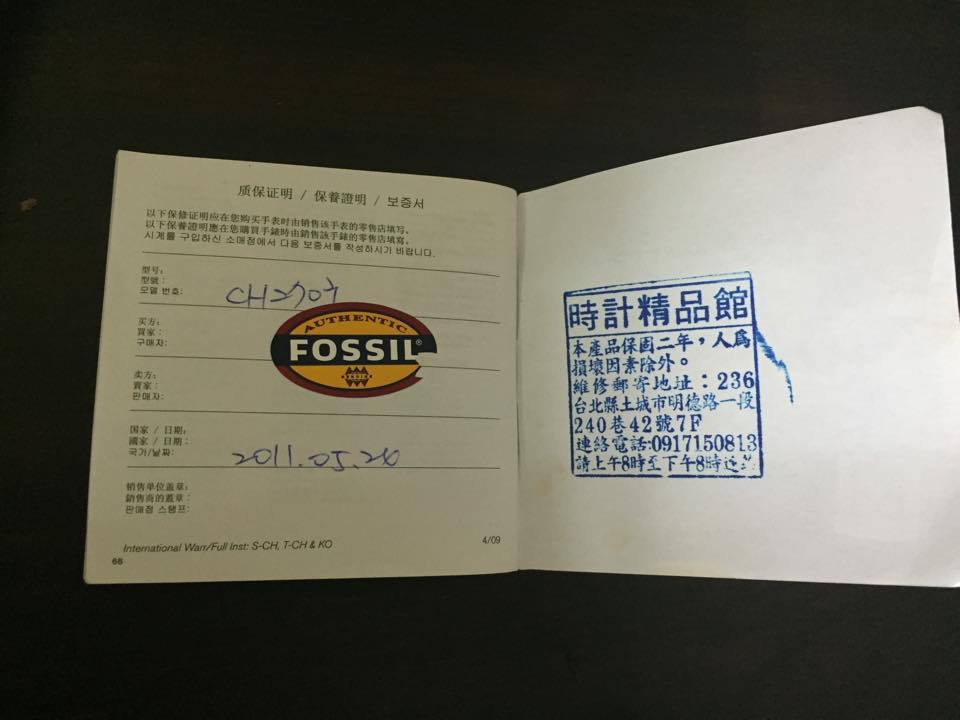 质保证明 / 保養證明 / 보증서
以下保修证明应在您购买手表时由销售该手表的零售店填写。
以下保養證明應在您購買手錶時由銷售該手錶的零售店填寫。
시계를 구입하신 소매점에서 다음 보증서를 작성하시기 바랍니다.
型号:
型號:
모델 번호:
CH2707
AUTHENTIC
FOSSIL®
买方:
買家:
구매자:
卖方:
賣家:
판매자:
国家 / 日期:
國家 / 日期:
국가/날짜:
2011.05.20
销售单位盖章:
銷售商的蓋章:
판매점 스탬프:
International Warr/Full Inst: S-CH, T-CH & KO
4/09
66
時計精品館
本產品保固二年，人為
損壞因素除外。
維修郵寄地址：236
台北縣土城市明德路一段
240巷42號7F
連絡電話:0917150813
請上午8時至下午8時